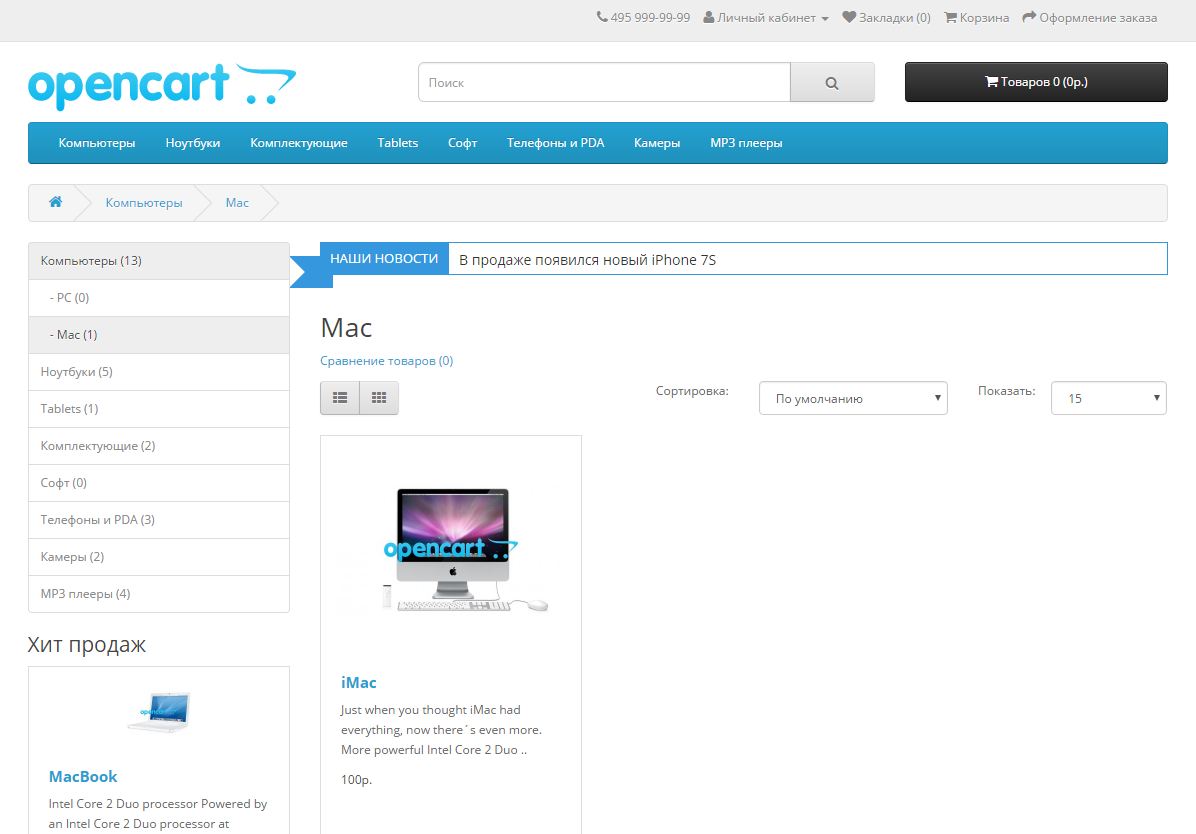 495 999-99-99 Личный кабинет Закладки (0) Корзина Оформление заказа
opencart
Поиск
Товаров 0 (0р.)
Компьютеры Ноутбуки Комплектующие Tablets Софт Телефоны и PDA Камеры MP3 плееры
Компьютеры Mac
Компьютеры (13)
- PC (0)
- Mac (1)
Ноутбуки (5)
Tablets (1)
Комплектующие (2)
Софт (0)
Телефоны и PDA (3)
Камеры (2)
MP3 плееры (4)
Хит продаж
opencart
MacBook
Intel Core 2 Duo processor Powered by
an Intel Core 2 Duo processor at
НАШИ НОВОСТИ В продаже появился новый iPhone 7S
Mac
Сравнение товаров (0)
Сортировка: По умолчанию Показать: 15
opencart
iMac
Just when you thought iMac had
everything, now there´s even more.
More powerful Intel Core 2 Duo ..
100р.